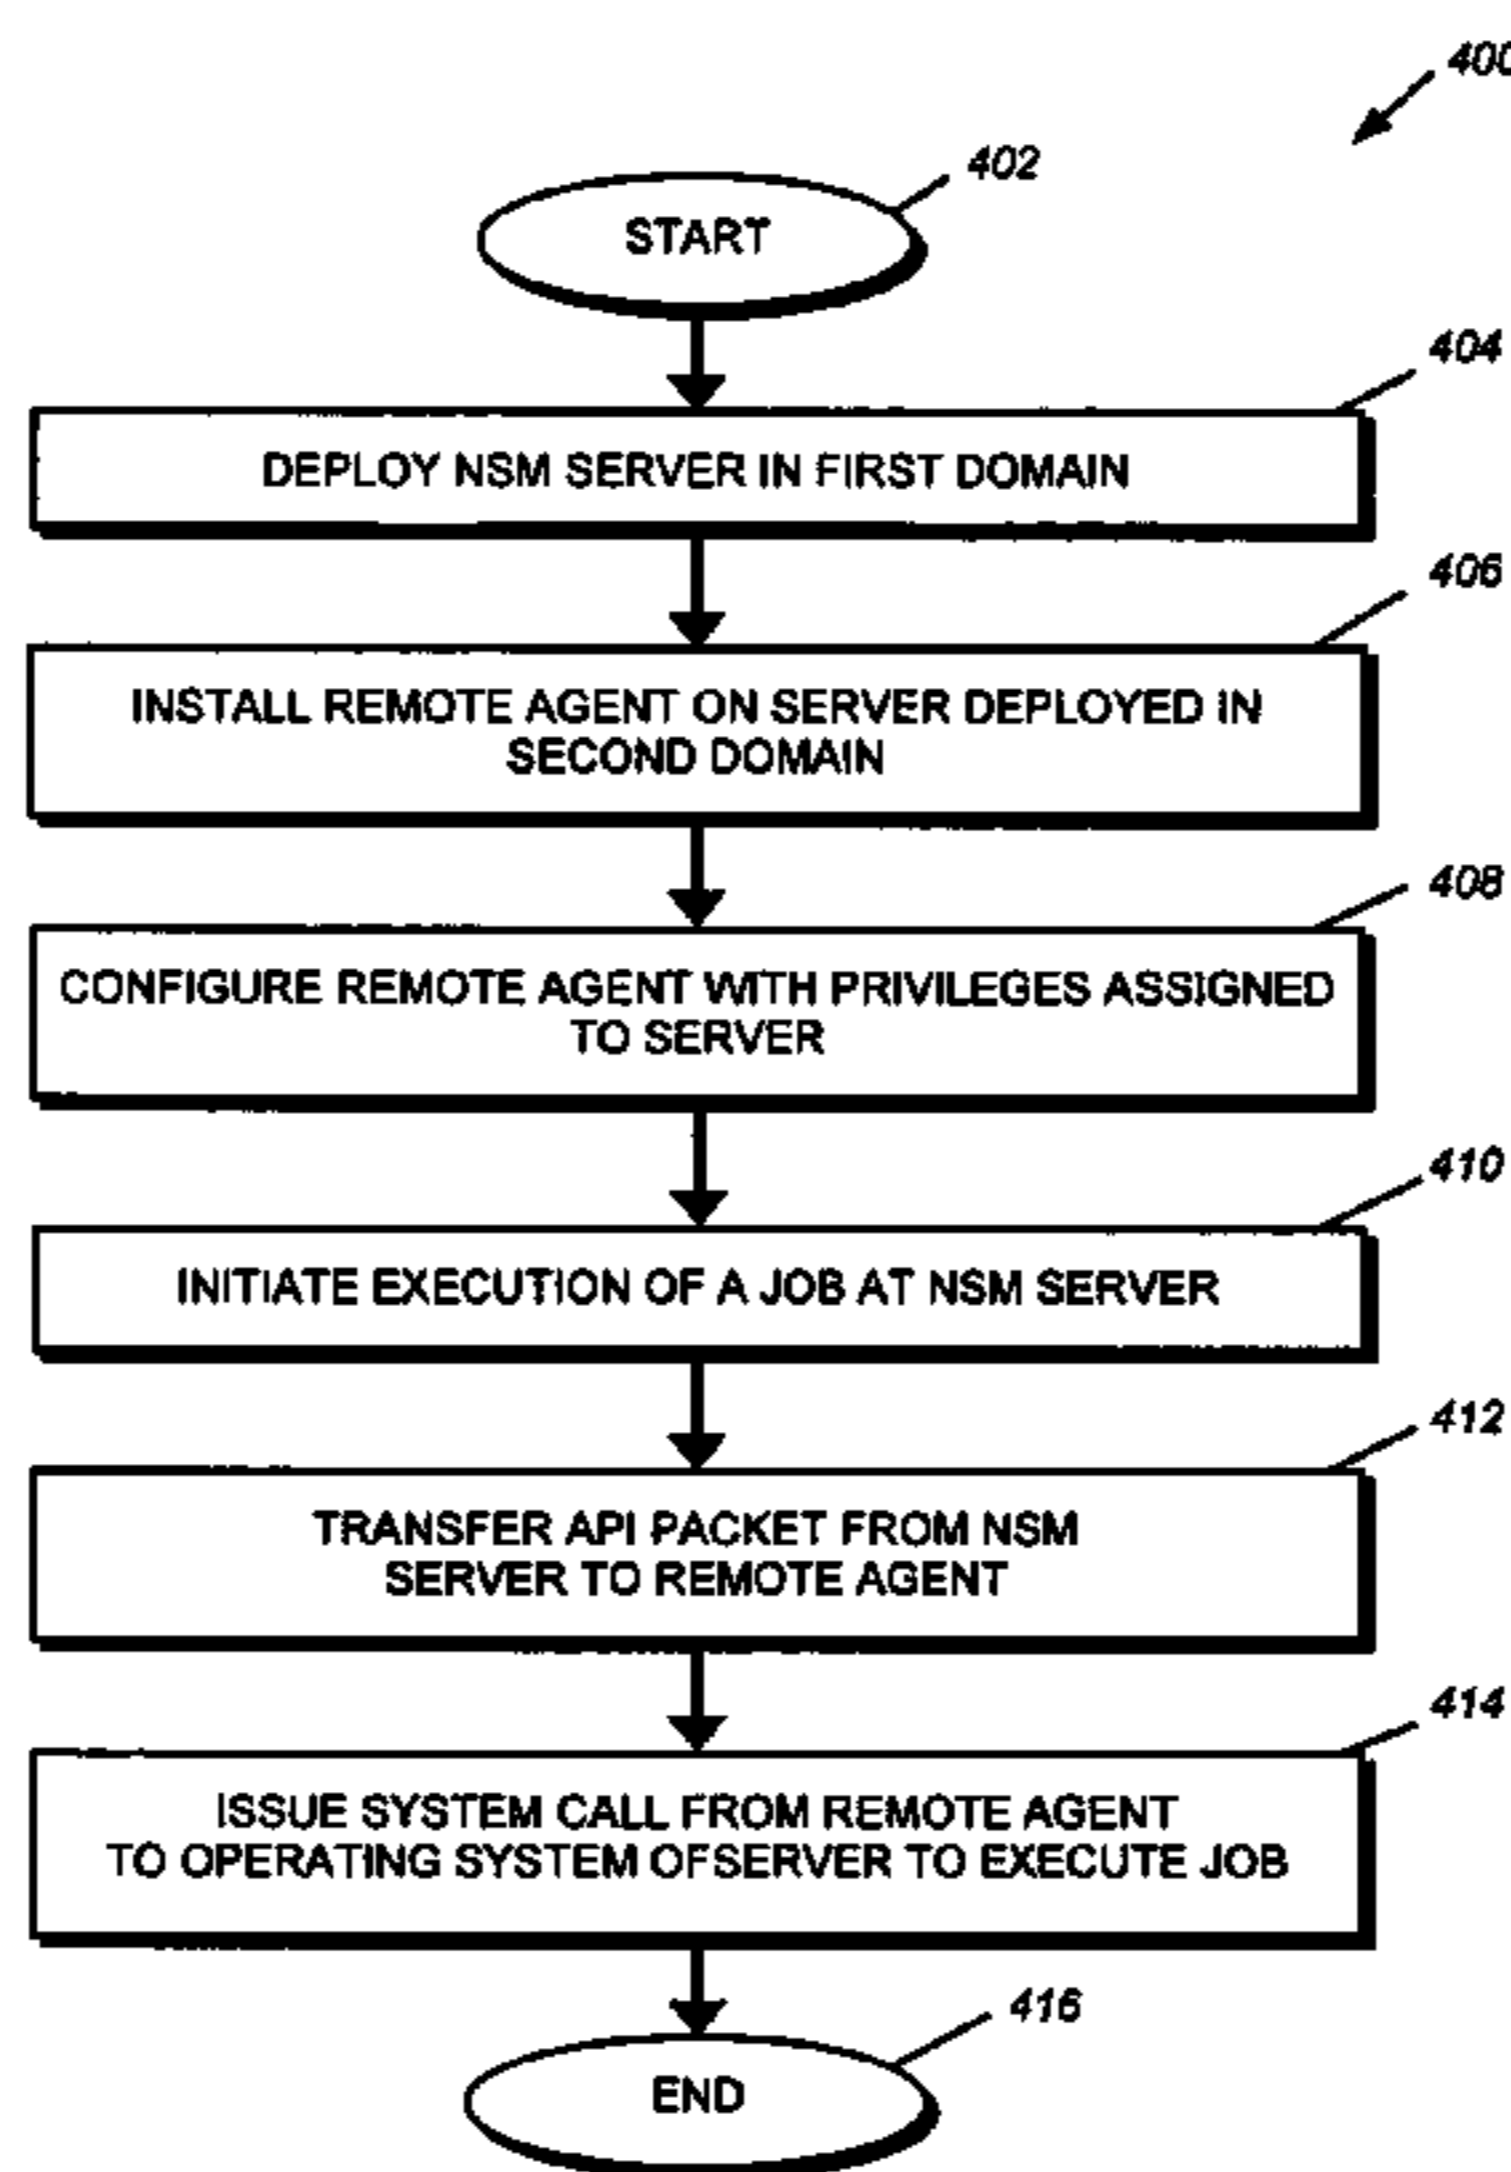 400
402
START
404
DEPLOY NSM SERVER IN FIRST DOMAIN
406
INSTALL REMOTE AGENT ON SERVER DEPLOYED IN
SECOND DOMAIN
408
CONFIGURE REMOTE AGENT WITH PRIVILEGES ASSIGNED
TO SERVER
410
INITIATE EXECUTION OF A JOB AT NSM SERVER
412
TRANSFER API PACKET FROM NSM
SERVER TO REMOTE AGENT
414
ISSUE SYSTEM CALL FROM REMOTE AGENT
TO OPERATING SYSTEM OFSERVER TO EXECUTE JOB
416
END